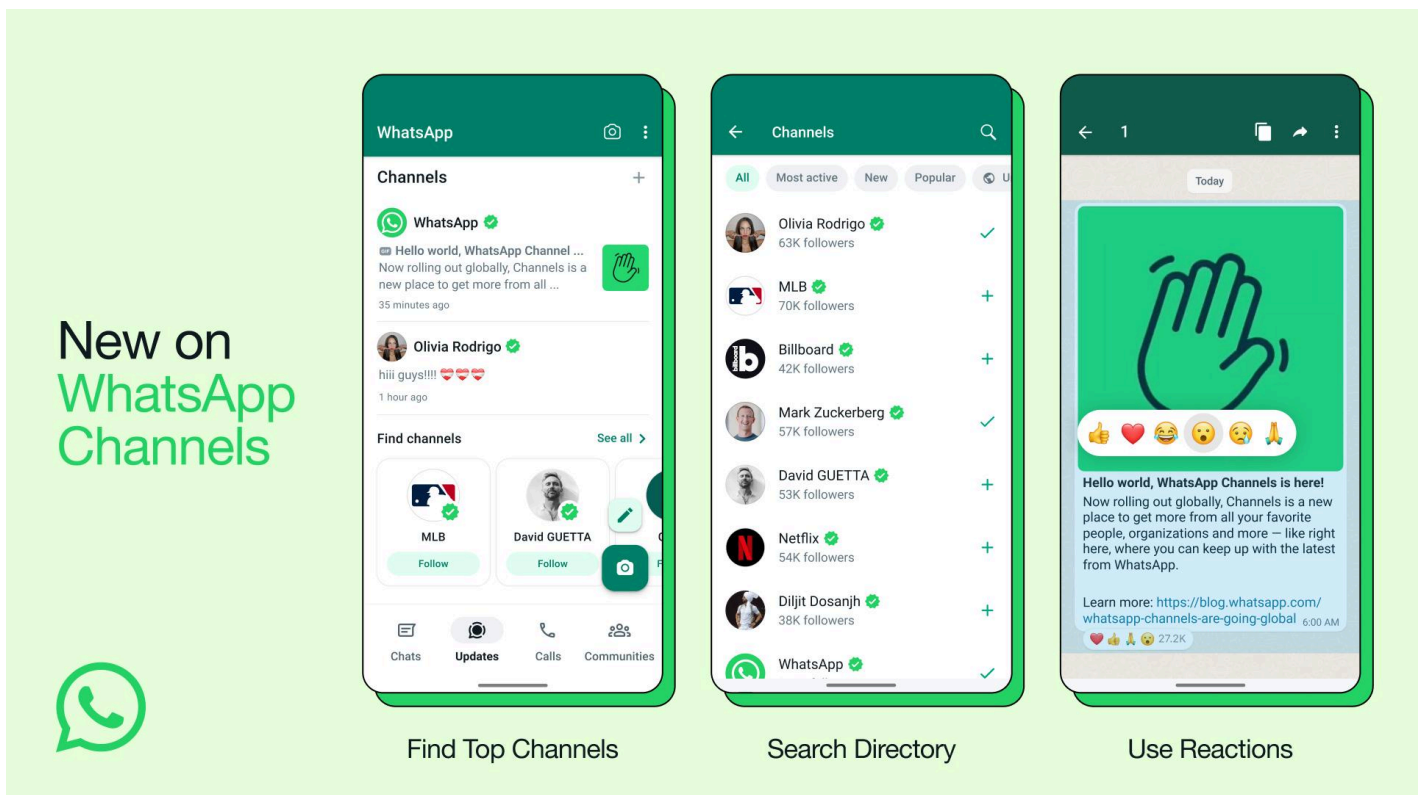 New on
WhatsApp
Channels
WhatsApp
Channels
WhatsApp
GIF Hello world, WhatsApp Channel ...
Now rolling out globally, Channels is a
new place to get more from all ...
35 minutes ago
Olivia Rodrigo
hiii guys!!!! ❤️‍🩹❤️‍🩹❤️‍🩹
1 hour ago
Find channels
See all >
MLB
Follow
David GUETTA
Follow
Chats
Updates
Calls
Communities
Find Top Channels
Channels
All
Most active
New
Popular
Olivia Rodrigo
63K followers
MLB
70K followers
billboard
b
Billboard
42K followers
Mark Zuckerberg
57K followers
David GUETTA
53K followers
N
Netflix
54K followers
Diljit Dosanjh
38K followers
WhatsApp
Search Directory
1
Today
👍 ❤️ 😂 😮 😢 🙏
Hello world, WhatsApp Channels is here!
Now rolling out globally, Channels is a new
place to get more from all your favorite
people, organizations and more — like right
here, where you can keep up with the latest
from WhatsApp.
Learn more: https://blog.whatsapp.com/
whatsapp-channels-are-going-global 6:00 AM
❤️ 👍 🙏 😮 27.2K
Use Reactions